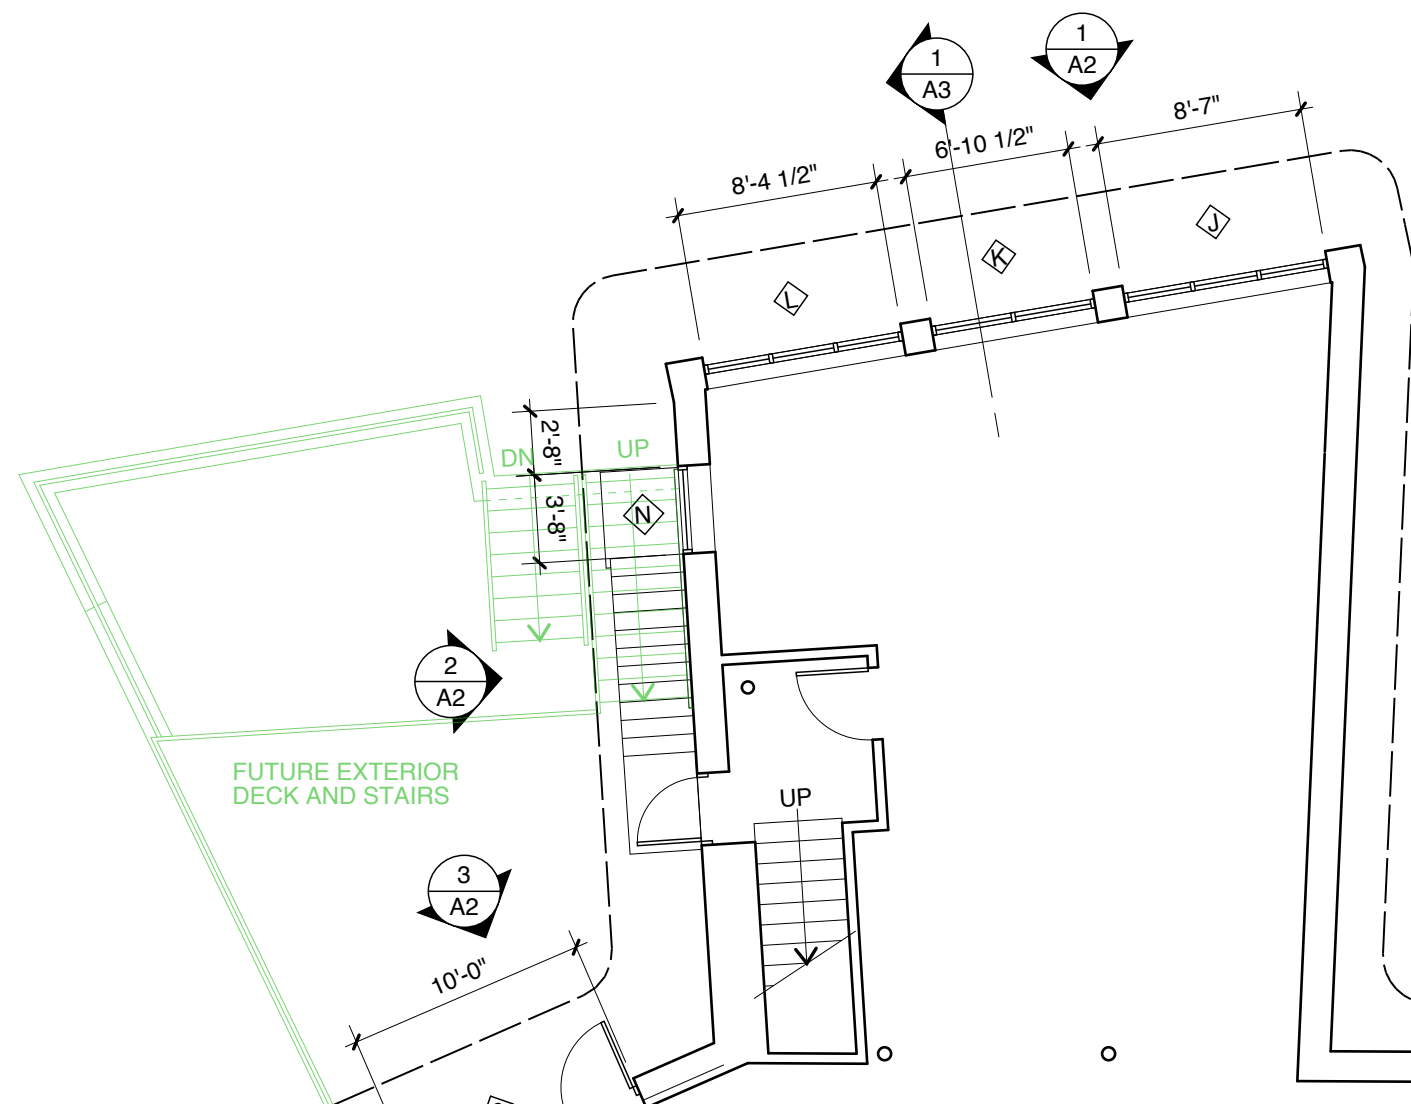 1
A3
1
A2
8'-4 1/2"
6'-10 1/2"
8'-7"
L
K
J
2'-8"
DN
UP
3'-8"
N
2
A2
FUTURE EXTERIOR
DECK AND STAIRS
UP
3
A2
10'-0"